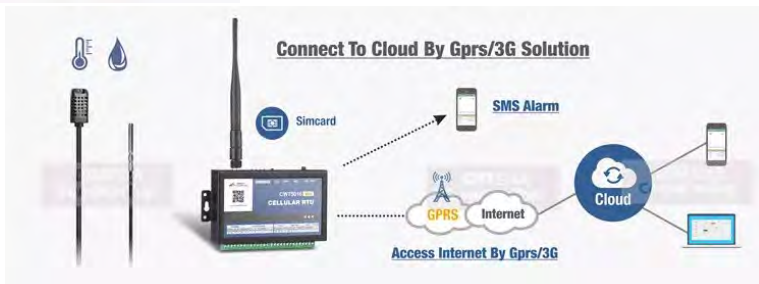 Connect To Cloud By Gprs/3G Solution
Simcard
SMS Alarm
CELLULAR RTU
GPRS
Internet
Cloud
Access Internet By Gprs/3G